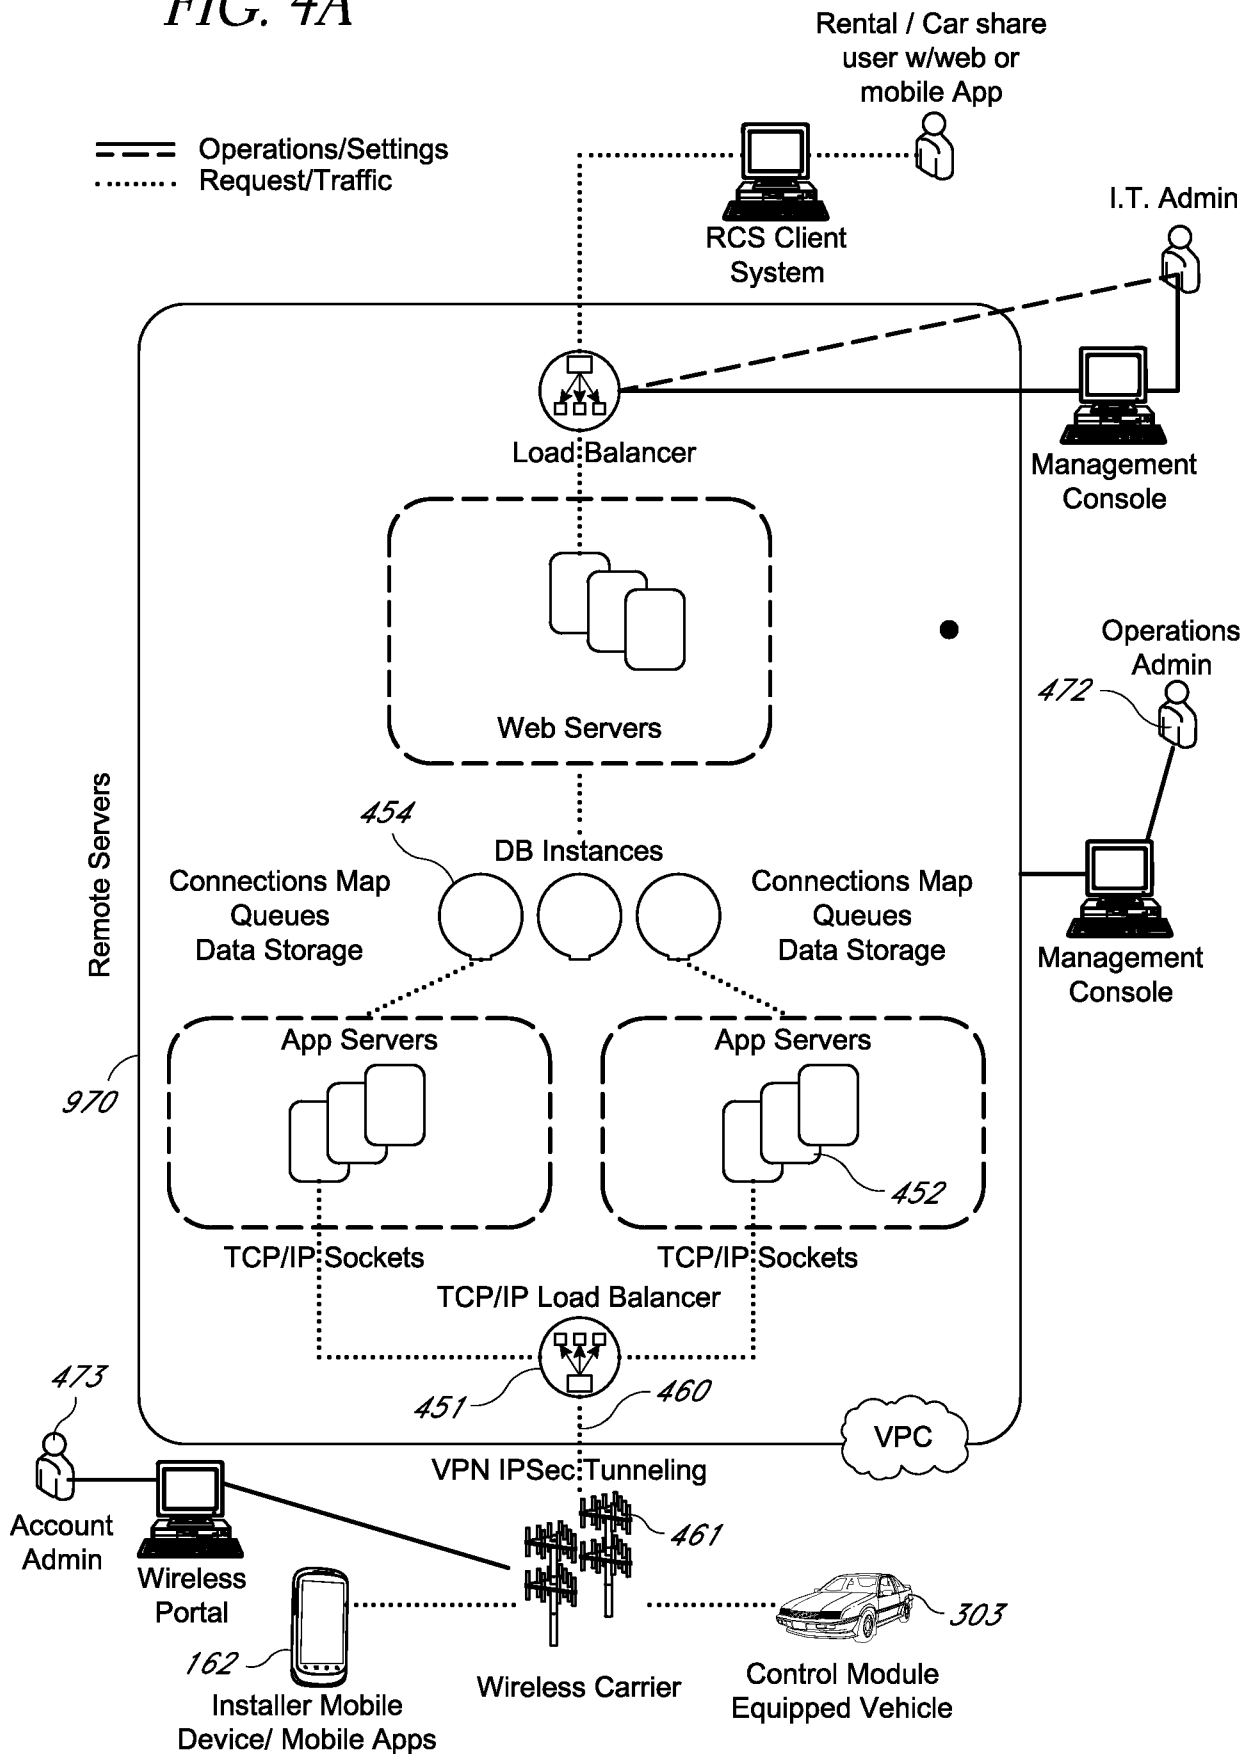 FIG. 4A
Rental / Car share
user w/web or
mobile App
Operations/Settings
Request/Traffic
I.T. Admin
RCS Client
System
Load Balancer
Management
Console
Operations
Admin
472
Web Servers
454
DB Instances
Connections Map
Queues
Data Storage
Connections Map
Queues
Data Storage
Remote Servers
Management
Console
App Servers
App Servers
970
452
TCP/IP Sockets
TCP/IP Sockets
TCP/IP Load Balancer
473
451
460
VPC
VPN IPSec Tunneling
461
Account
Admin
Wireless
Portal
303
162
Wireless Carrier
Control Module
Equipped Vehicle
Installer Mobile
Device/ Mobile Apps